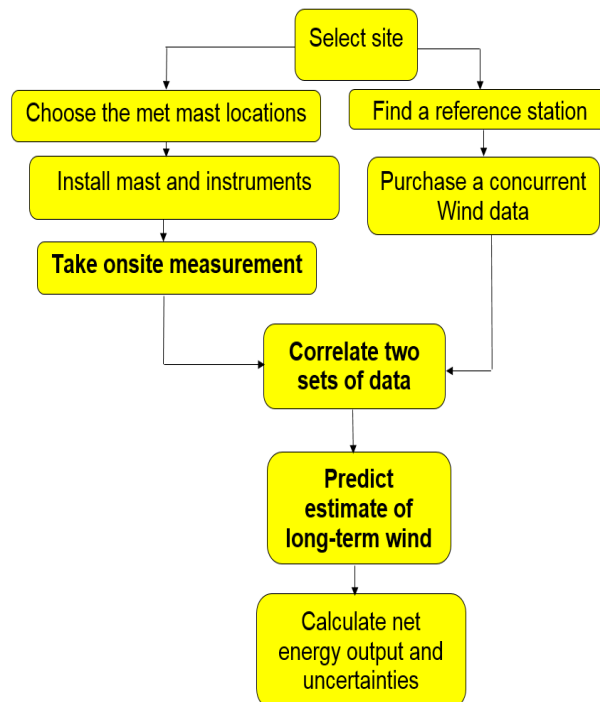 Select site
Choose the met mast locations
Find a reference station
Install mast and instruments
Purchase a concurrent
Wind data
Take onsite measurement
Correlate two
sets of data
Predict
estimate of
long-term wind
Calculate net
energy output and
uncertainties